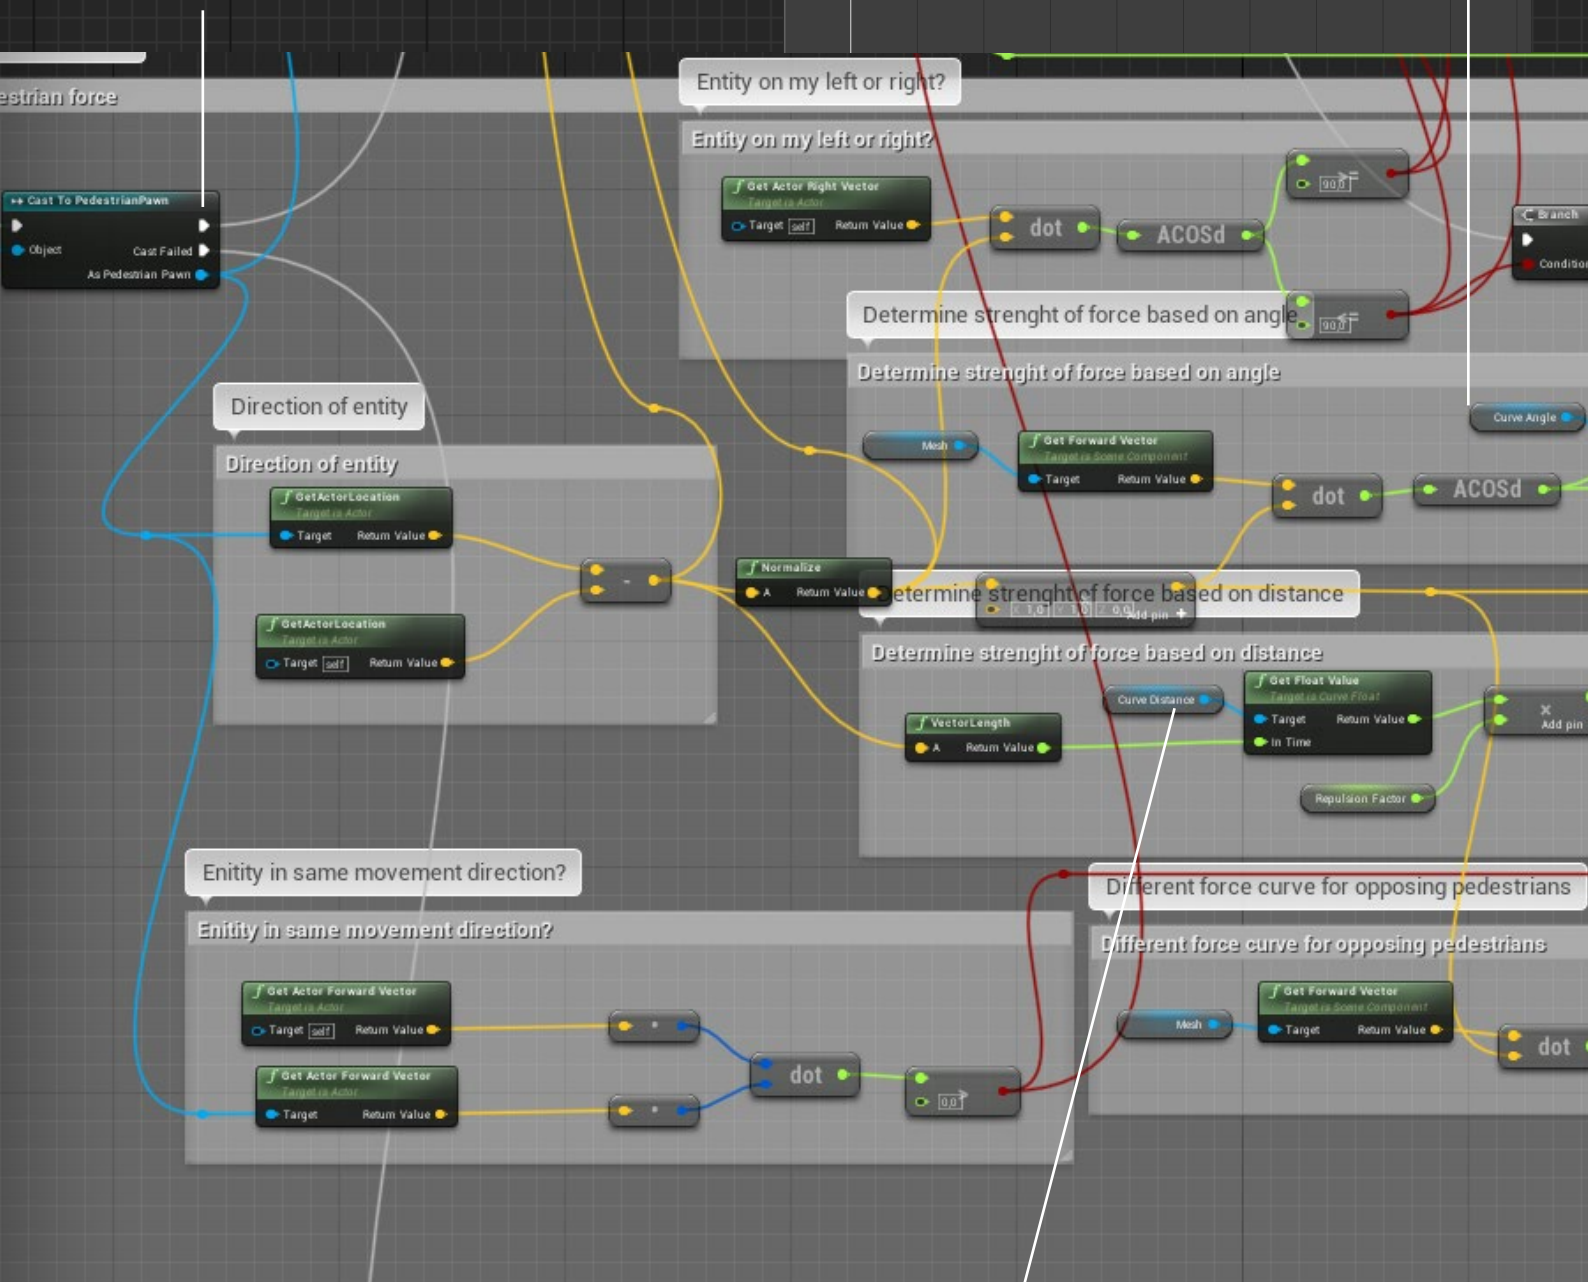 estrian force
Entity on my left or right?
Entity on my left or right?
Get Actor Right Vector
Target is Actor
Target self Return Value
dot
ACOSd
>=
90,0
<=
90,0
Branch
Condition
Cast To PedestrianPawn
Object
Cast Failed
As Pedestrian Pawn
Determine strenght of force based on angle
Determine strenght of force based on angle
Curve Angle
Mesh
Get Forward Vector
Target is Some Component
Target Return Value
dot
ACOSd
Direction of entity
Direction of entity
GetActorLocation
Target is Actor
Target Return Value
-
GetActorLocation
Target is Actor
Target self Return Value
Normalize
A Return Value
Determine strenght of force based on distance
X 1,0 Y 1,0 Z 0,0
Add pin +
Determine strenght of force based on distance
Curve Distance
Get Float Value
Target is Curve Float
Target Return Value
In Time
VectorLength
A Return Value
Repulsion Factor
×
Add pin
Enitity in same movement direction?
Enitity in same movement direction?
Get Actor Forward Vector
Target is Actor
Target self Return Value
Get Actor Forward Vector
Target is Actor
Target Return Value
dot
>
0,0
Different force curve for opposing pedestrians
Different force curve for opposing pedestrians
Mesh
Get Forward Vector
Target is Some Component
Target Return Value
dot